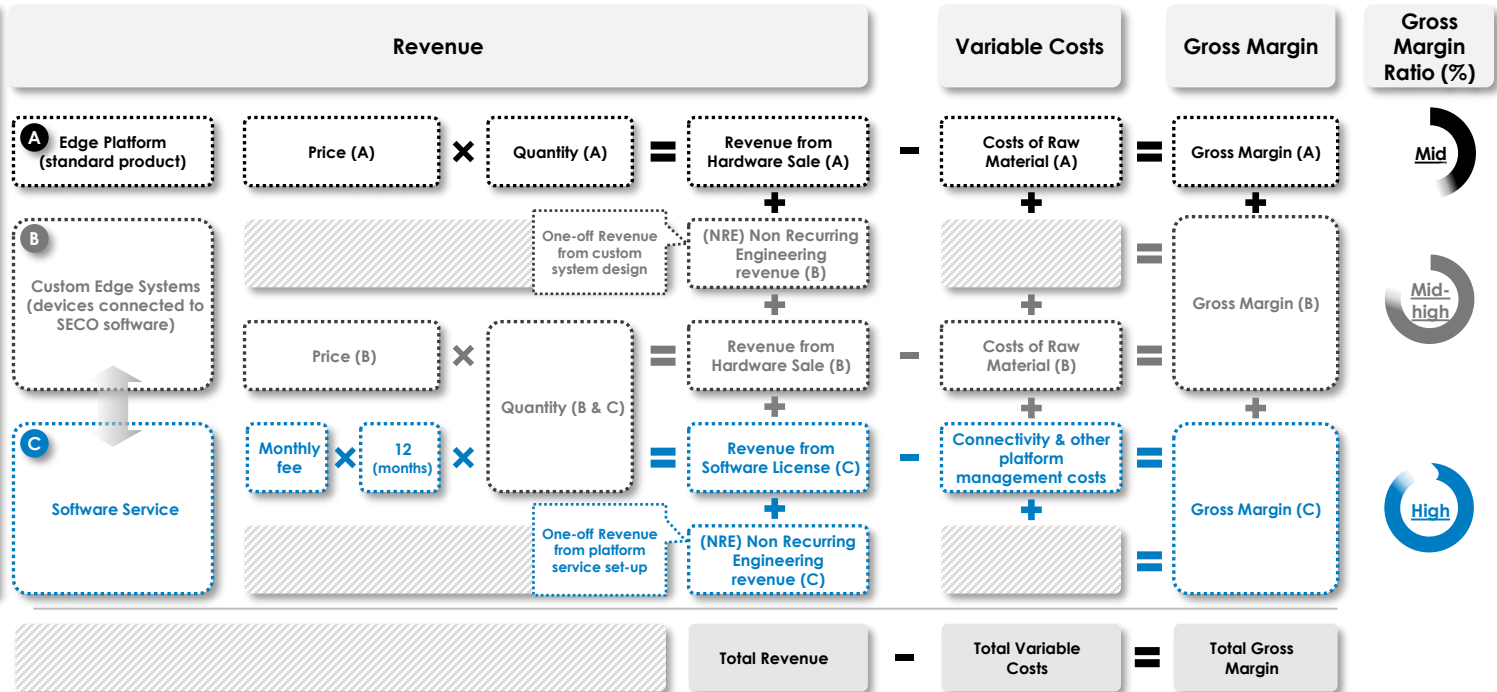 Revenue
Variable Costs
Gross Margin
Gross
Margin
Ratio (%)
A
Edge Platform
(standard product)
Price (A)
×
Quantity (A)
=
Revenue from
Hardware Sale (A)
-
Costs of Raw
Material (A)
=
Gross Margin (A)
Mid
+
+
+
B
Custom Edge Systems
(devices connected to
SECO software)
One-off Revenue
from custom
system design
(NRE) Non Recurring
Engineering
revenue (B)
=
Gross Margin (B)
Mid-
high
+
+
Price (B)
×
Quantity (B & C)
=
Revenue from
Hardware Sale (B)
-
Costs of Raw
Material (B)
=
+
+
+
C
Software Service
Monthly
fee
×
12
(months)
×
=
Revenue from
Software License (C)
-
Connectivity & other
platform
management costs
=
Gross Margin (C)
High
+
+
One-off Revenue
from platform
service set-up
(NRE) Non Recurring
Engineering
revenue (C)
=
Total Revenue
-
Total Variable
Costs
=
Total Gross
Margin